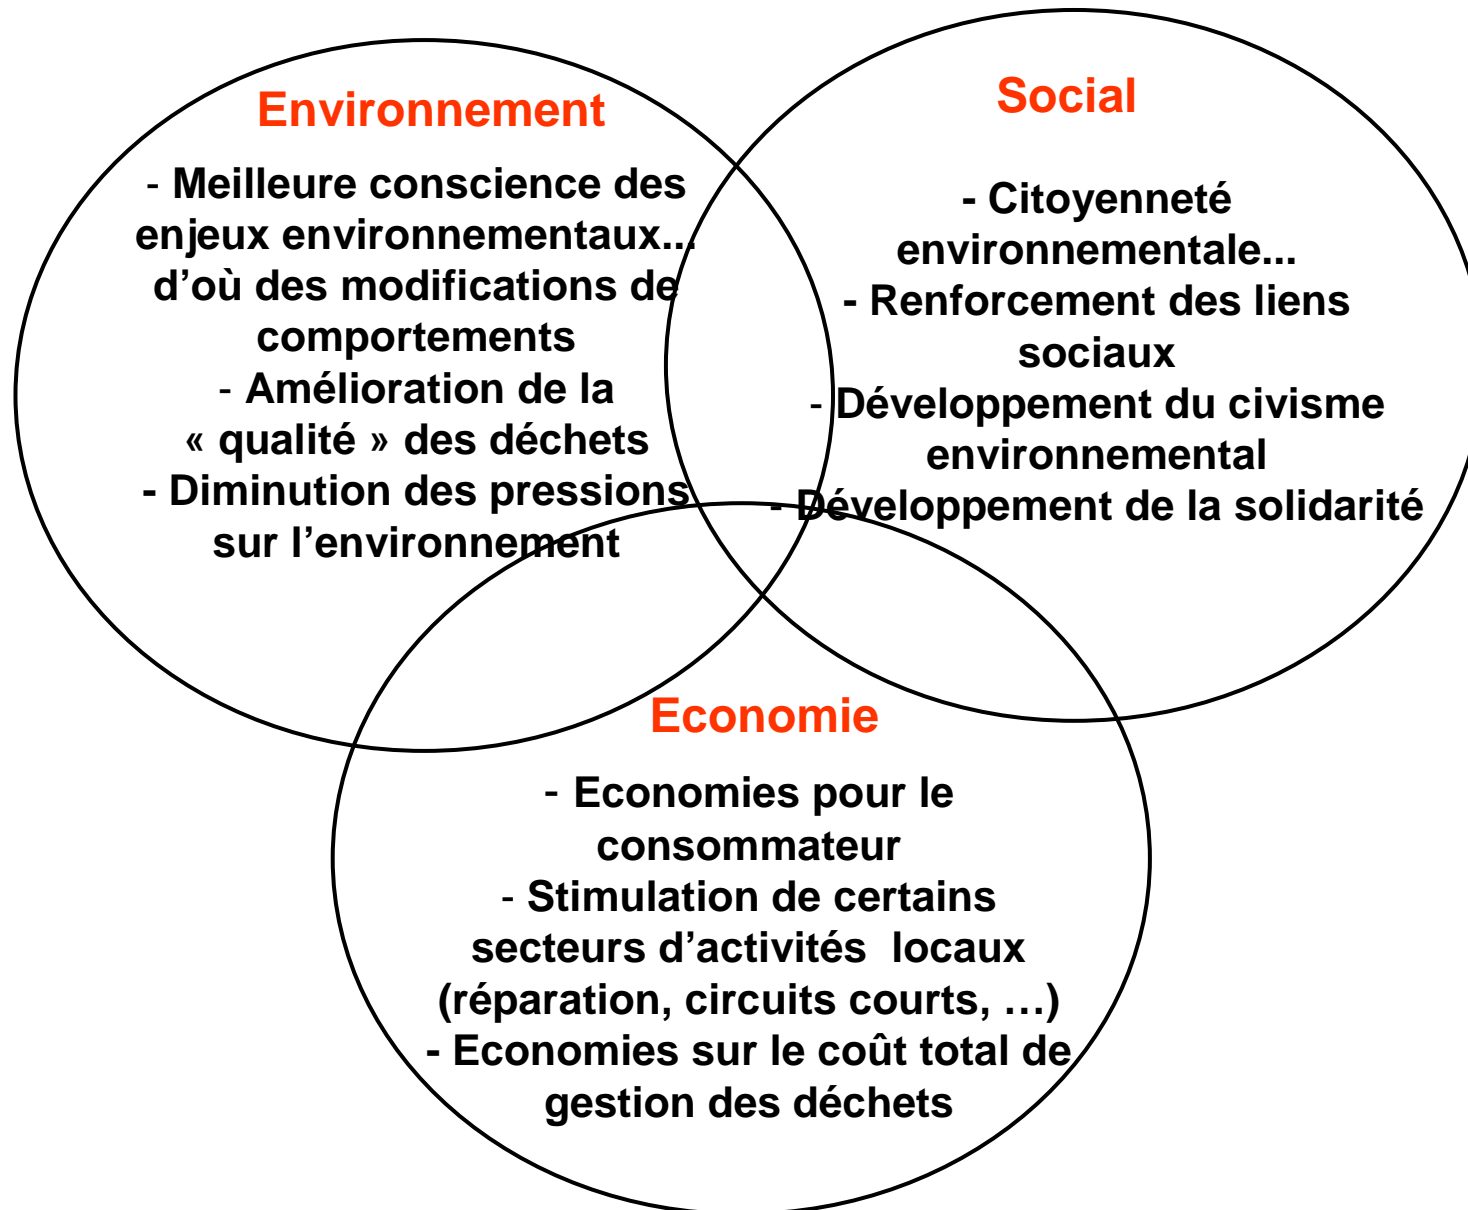 Environnement
- Meilleure conscience des
enjeux environnementaux...
d’où des modifications de
comportements
- Amélioration de la
« qualité » des déchets
- Diminution des pressions
sur l’environnement
Social
- Citoyenneté
environnementale...
- Renforcement des liens
sociaux
- Développement du civisme
environnemental
- Développement de la solidarité
Economie
- Economies pour le
consommateur
- Stimulation de certains
secteurs d’activités  locaux
(réparation, circuits courts, …)
- Economies sur le coût total de
gestion des déchets